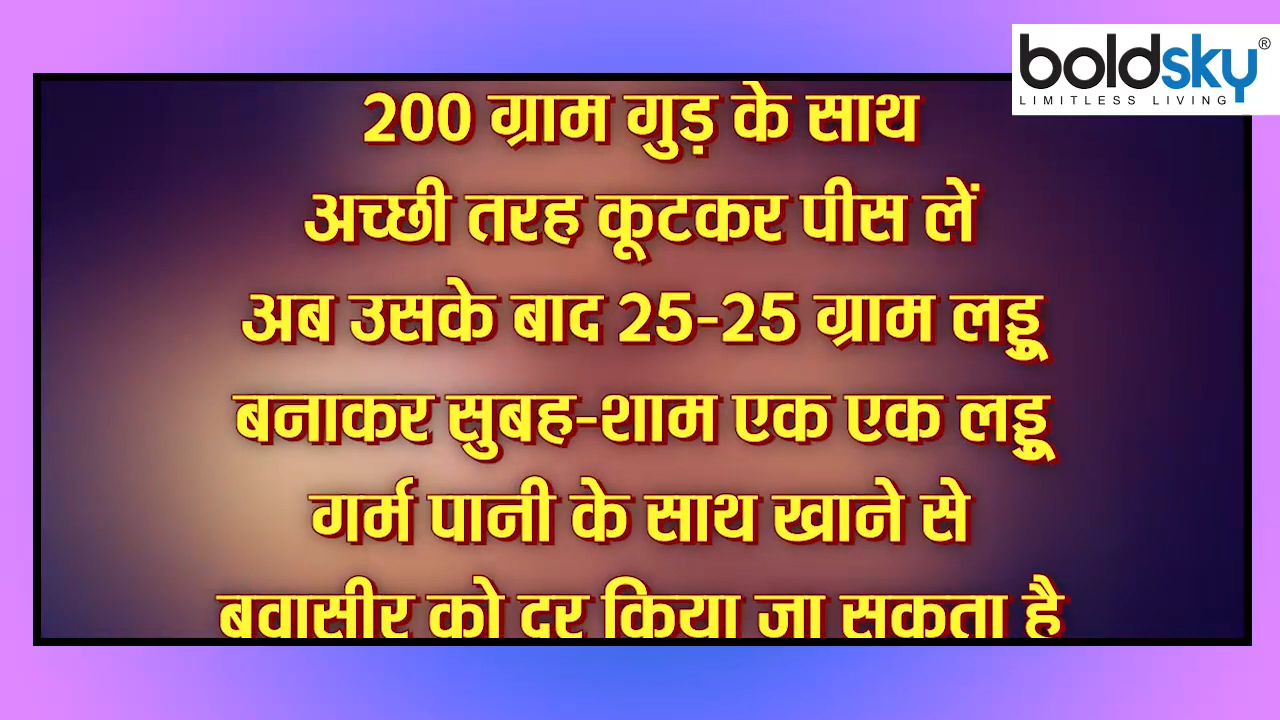 boldsky®
LIMITLESS LIVING
200 ग्राम गुड़ के साथ
अच्छी तरह कूटकर पीस लें
अब उसके बाद 25-25 ग्राम लड्डू
बनाकर सुबह-शाम एक एक लड्डू
गर्म पानी के साथ खाने से
बवासीर को दूर किया जा सकता है